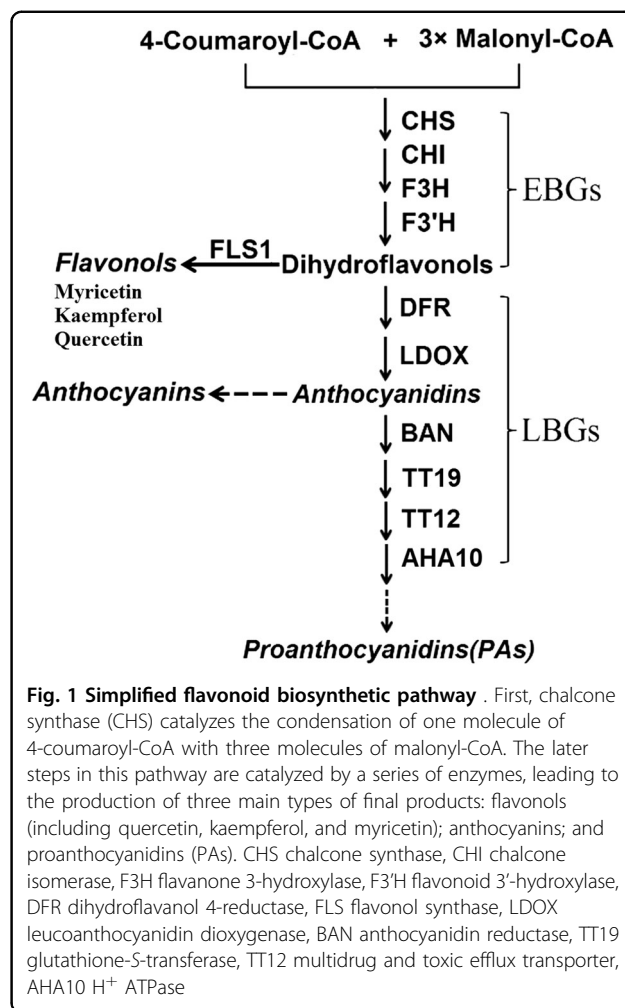 4-Coumaroyl-CoA + 3× Malonyl-CoA
CHS
CHI
F3H
F3'H
EBGs
Flavonols
FLS1
Dihydroflavonols
Myricetin
Kaempferol
Quercetin
DFR
LDOX
Anthocyanins
Anthocyanidins
BAN
TT19
TT12
AHA10
LBGs
Proanthocyanidins(PAs)
Fig. 1 Simplified flavonoid biosynthetic pathway . First, chalcone
synthase (CHS) catalyzes the condensation of one molecule of
4-coumaroyl-CoA with three molecules of malonyl-CoA. The later
steps in this pathway are catalyzed by a series of enzymes, leading to
the production of three main types of final products: flavonols
(including quercetin, kaempferol, and myricetin); anthocyanins; and
proanthocyanidins (PAs). CHS chalcone synthase, CHI chalcone
isomerase, F3H flavanone 3-hydroxylase, F3'H flavonoid 3'-hydroxylase,
DFR dihydroflavanol 4-reductase, FLS flavonol synthase, LDOX
leucoanthocyanidin dioxygenase, BAN anthocyanidin reductase, TT19
glutathione-S-transferase, TT12 multidrug and toxic efflux transporter,
AHA10 H⁺ ATPase